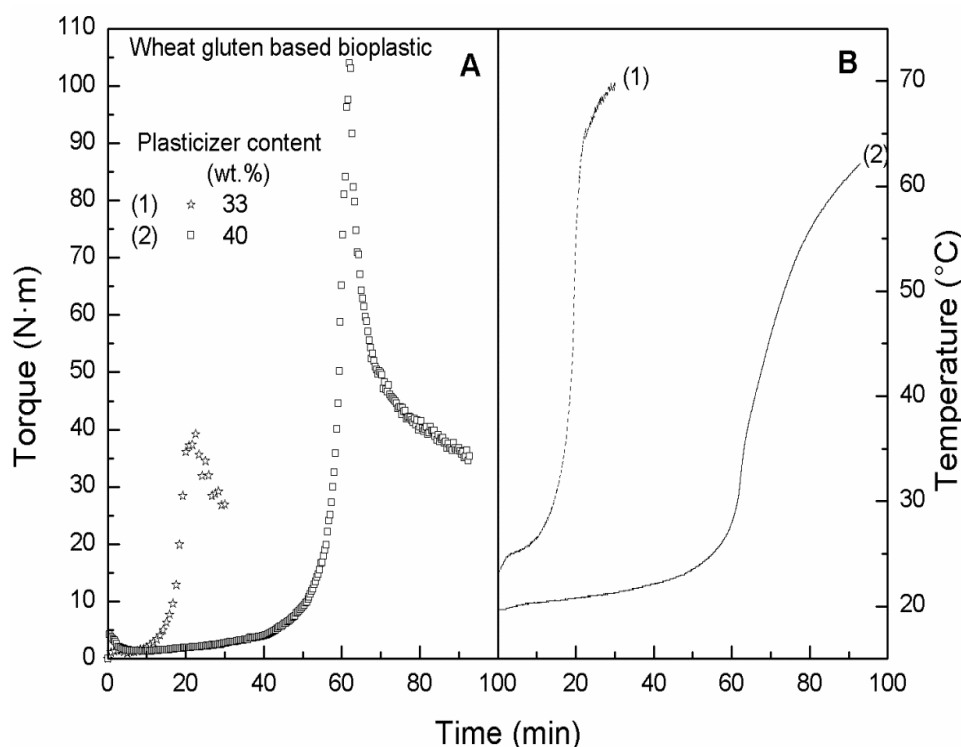 Wheat gluten based bioplastic
A
B
Plasticizer content
(wt.%)
(1) 33
(2) 40
(1)
(2)
110
100
90
80
70
60
50
40
30
20
10
0
Torque (N·m)
70
60
50
40
30
20
Temperature (°C)
0 20 40 60 80 100 20 40 60 80 100
Time (min)